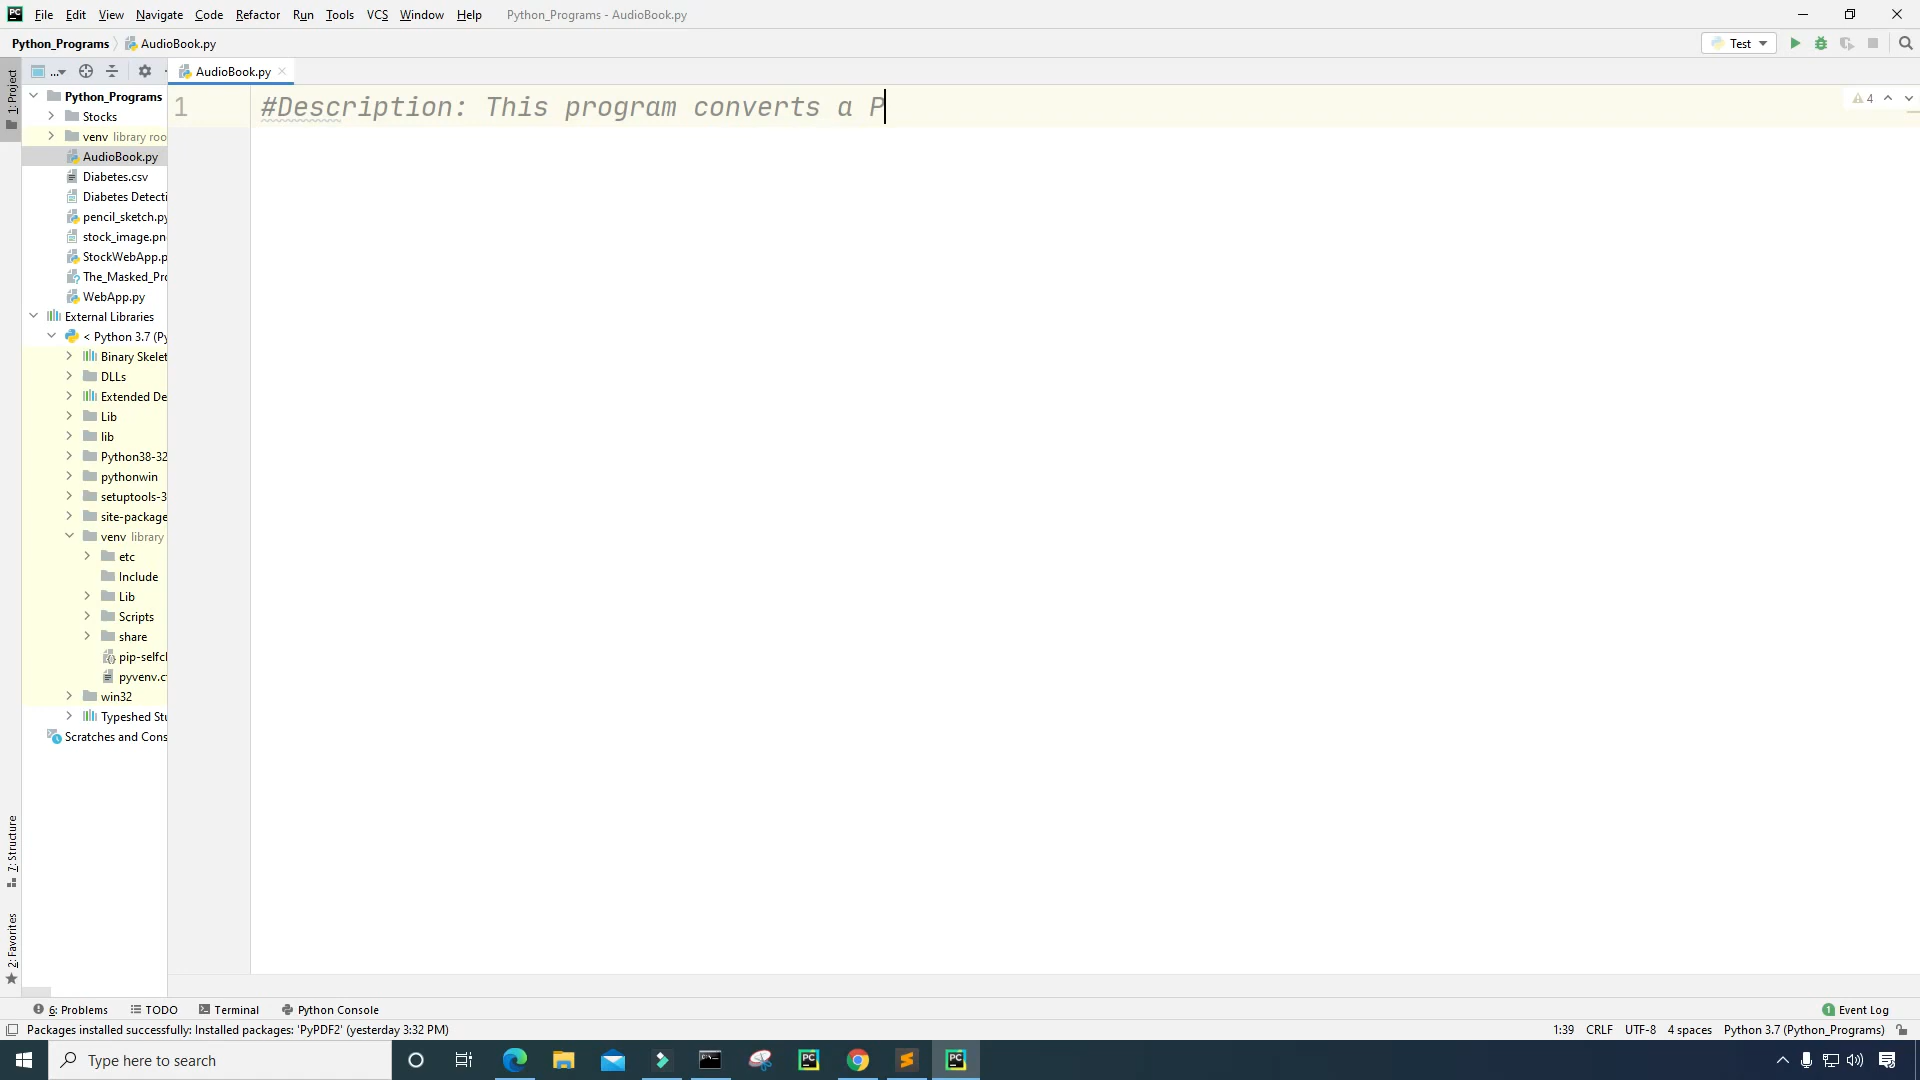 PC File Edit View Navigate Code Refactor Run Tools VCS Window Help Python_Programs - AudioBook.py
Python_Programs AudioBook.py Test
1: Project ... AudioBook.py
Python_Programs
Stocks
venv library roo
AudioBook.py
Diabetes.csv
Diabetes Detecti
pencil_sketch.py
stock_image.pn
StockWebApp.p
The_Masked_Pro
WebApp.py
External Libraries
< Python 3.7 (Py
Binary Skelet
DLLs
Extended De
Lib
lib
Python38-32
pythonwin
setuptools-3
site-package
venv library
etc
Include
Lib
Scripts
share
pip-selfcl
pyvenv.c
win32
Typeshed Stu
Scratches and Cons
1 #Description: This program converts a P
4
7: Structure
2: Favorites
6: Problems TODO Terminal Python Console 1 Event Log
Packages installed successfully: Installed packages: 'PyPDF2' (yesterday 3:32 PM) 1:39 CRLF UTF-8 4 spaces Python 3.7 (Python_Programs)
Type here to search PC PC